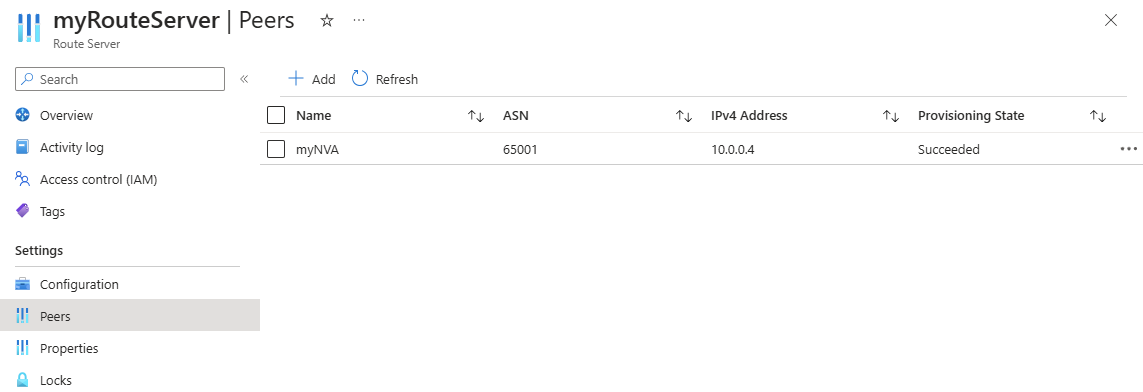 myRouteServer | Peers
Route Server
Search
Add Refresh
Overview
Activity log
Access control (IAM)
Tags
Settings
Configuration
Peers
Properties
Locks
Name ASN IPv4 Address Provisioning State
myNVA 65001 10.0.0.4 Succeeded